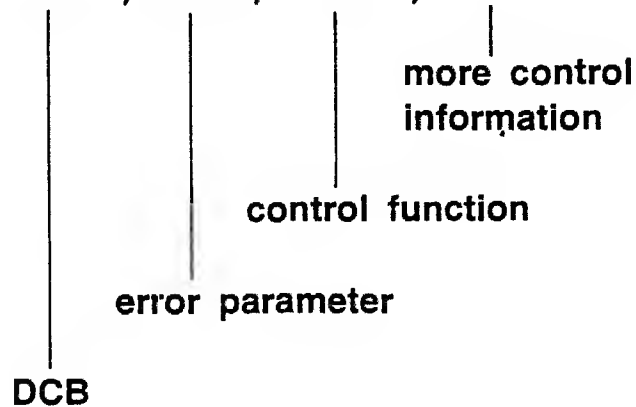 more control
information
control function
error parameter
DCB